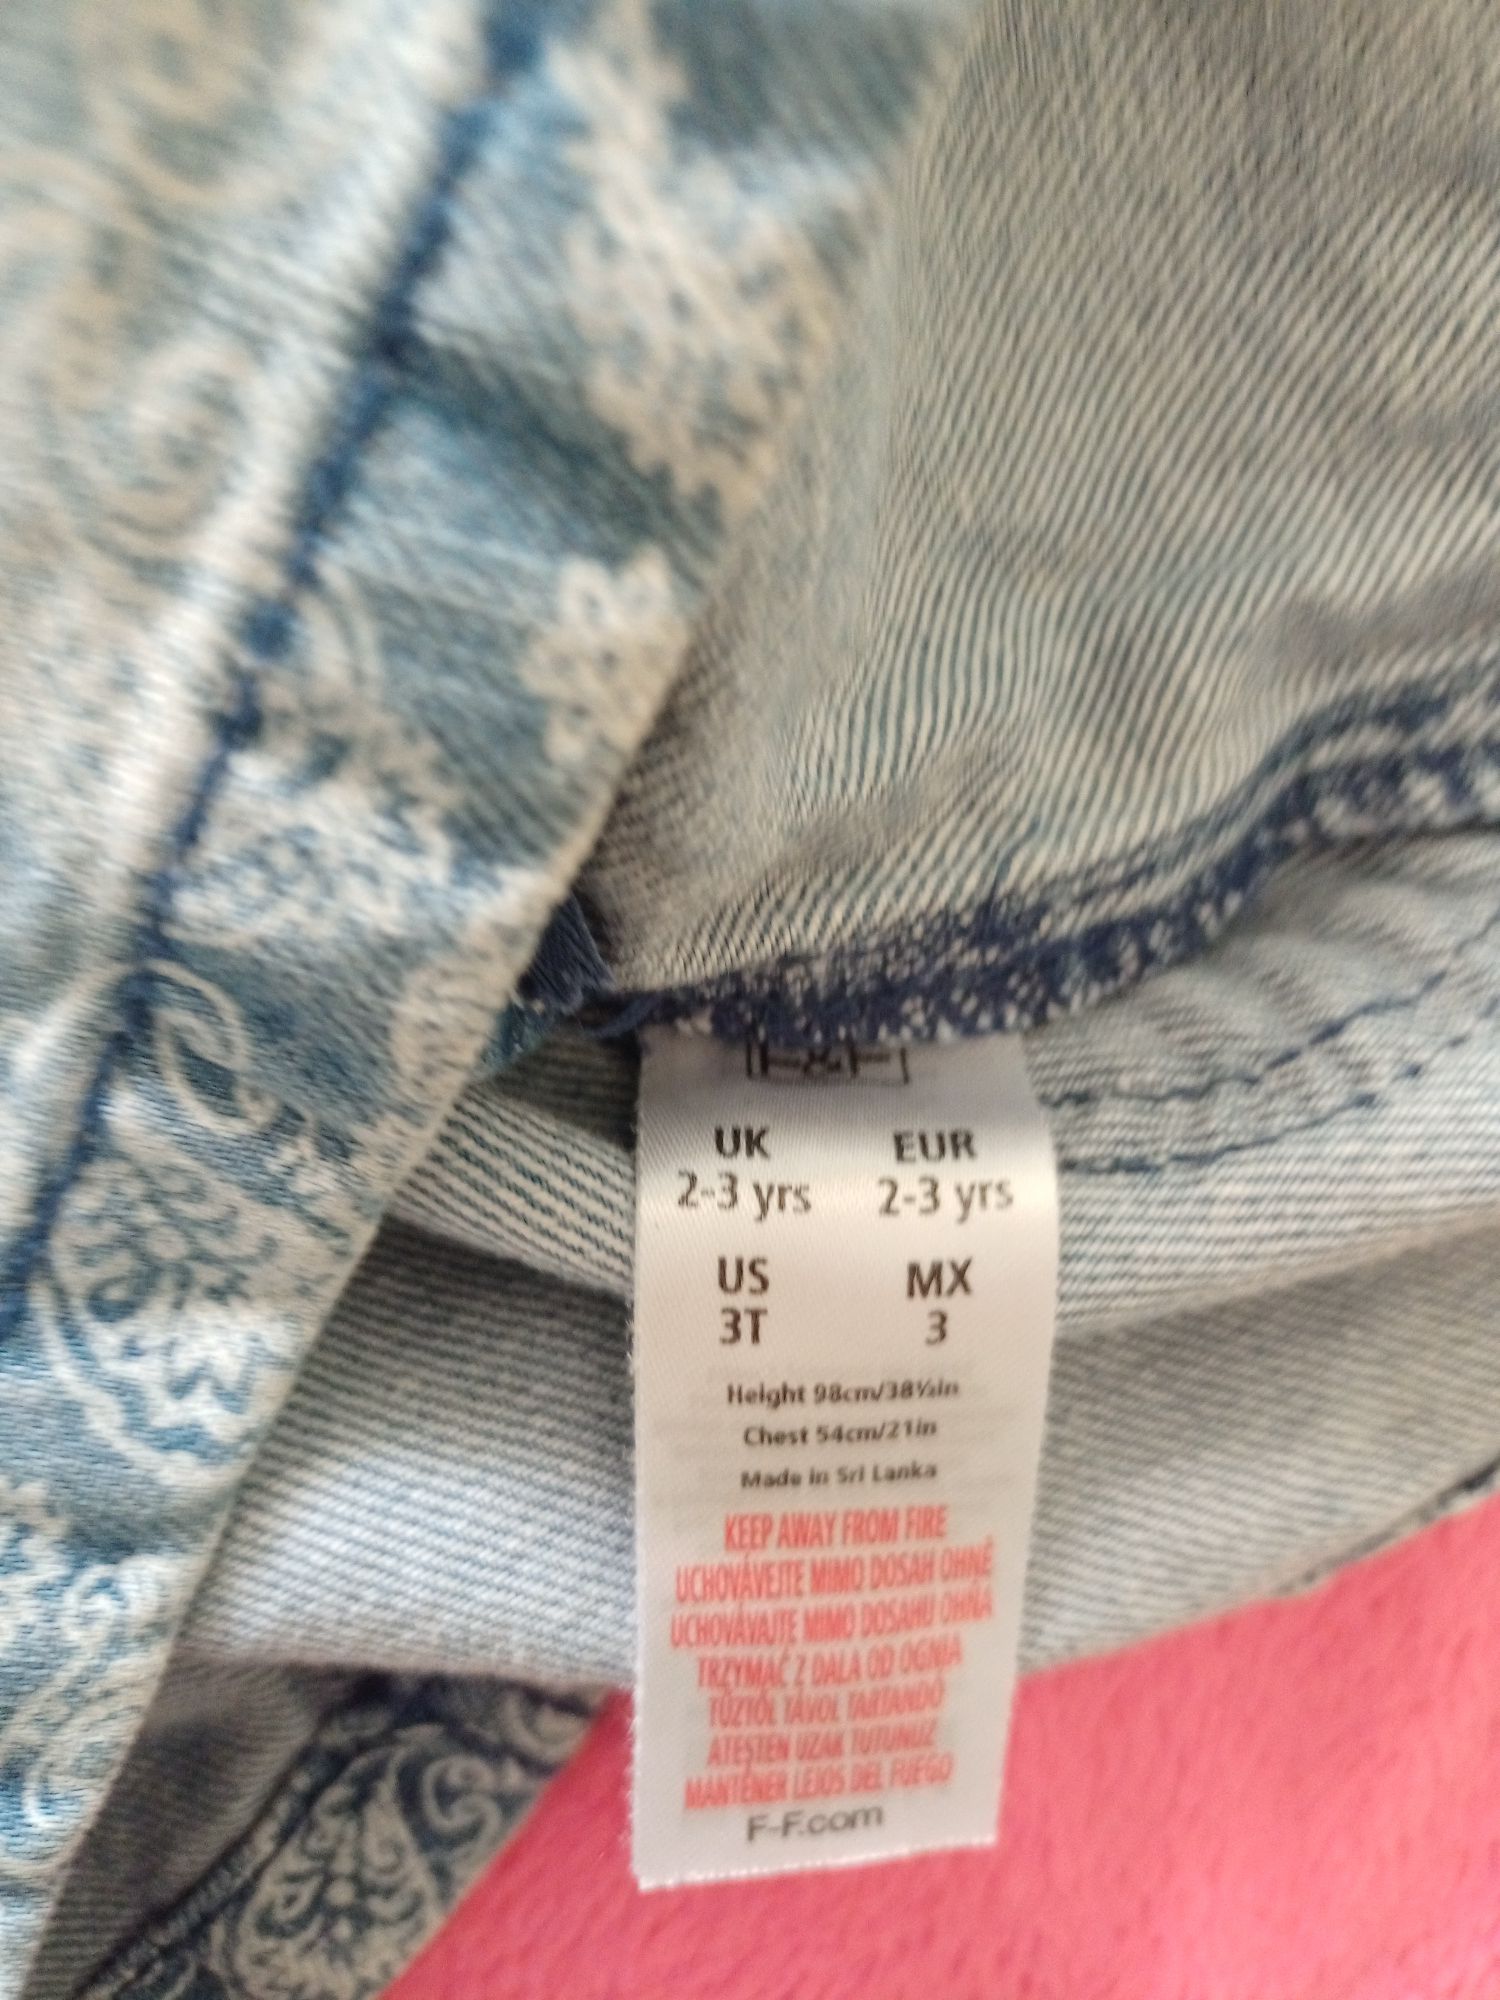 F&F
UK EUR
2-3 yrs 2-3 yrs
US MX
3T 3
Height 98cm/38½in
Chest 54cm/21in
Made in Sri Lanka
KEEP AWAY FROM FIRE
UCHOVÁVEJTE MIMO DOSAH OHNĚ
UCHOVÁVAJTE MIMO DOSAHU OHŇA
TRZYMAĆ Z DALA OD OGNIA
TŰZTŐL TÁVOL TARTANDÓ
ATEŞTEN UZAK TUTUNUZ
MANTENER LEJOS DEL FUEGO
F-F.com